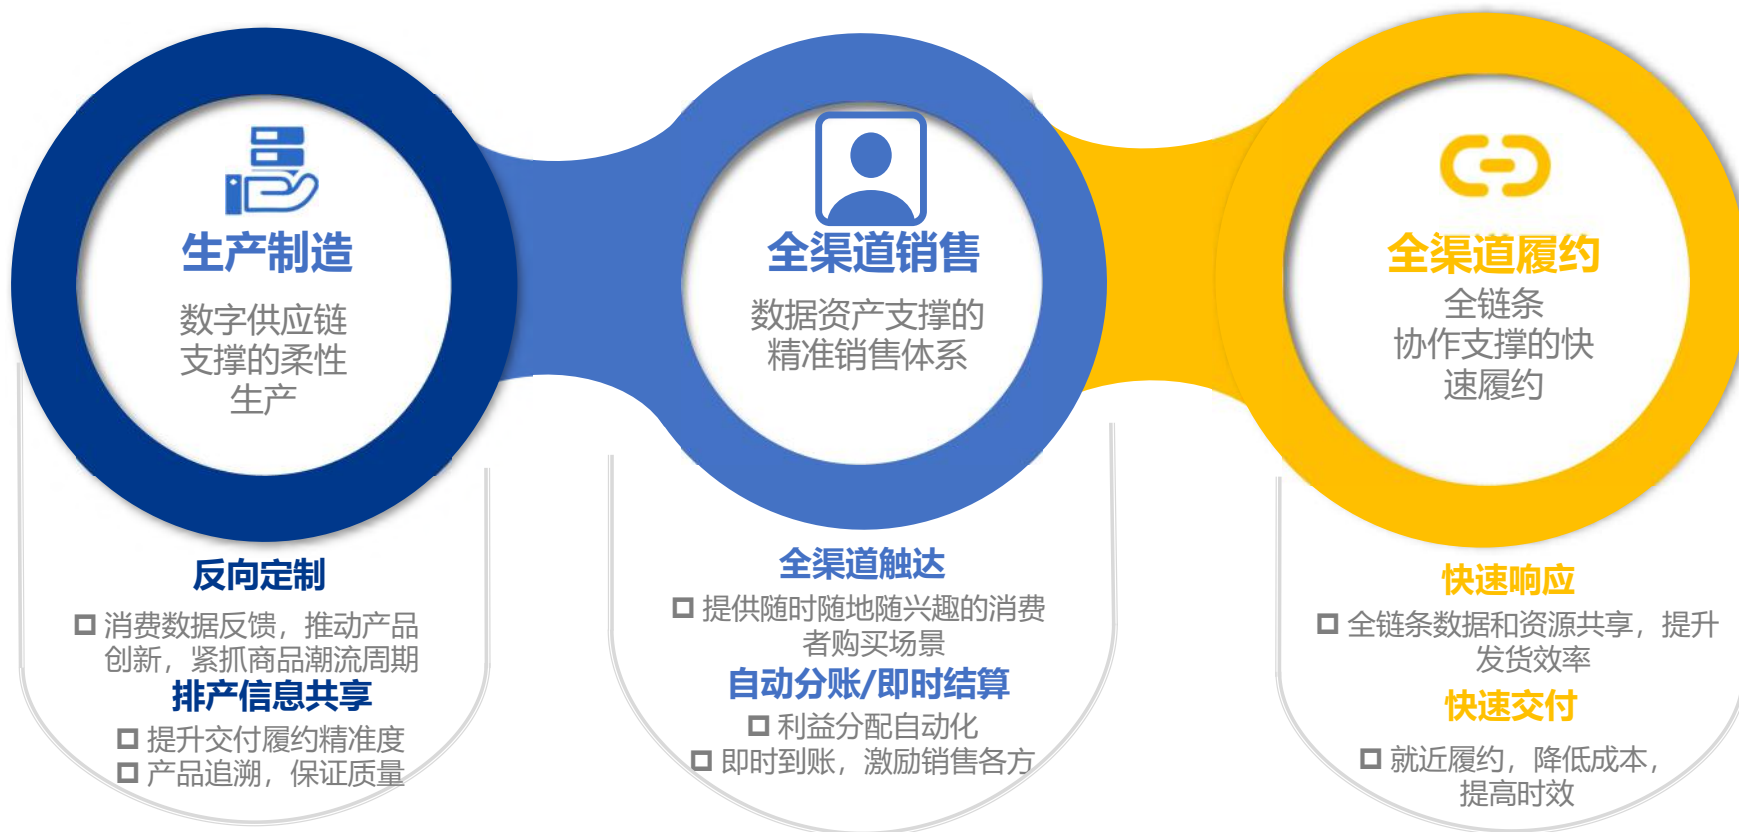 生产制造
数字供应链
支撑的柔性
生产
反向定制
消费数据反馈，推动产品
创新，紧抓商品潮流周期
排产信息共享
提升交付履约精准度
产品追溯，保证质量
全渠道销售
数据资产支撑的
精准销售体系
全渠道触达
提供随时随地随兴趣的消费
者购买场景
自动分账/即时结算
利益分配自动化
即时到账，激励销售各方
全渠道履约
全链条
协作支撑的快
速履约
快速响应
全链条数据和资源共享，提升
发货效率
快速交付
就近履约，降低成本，
提高时效